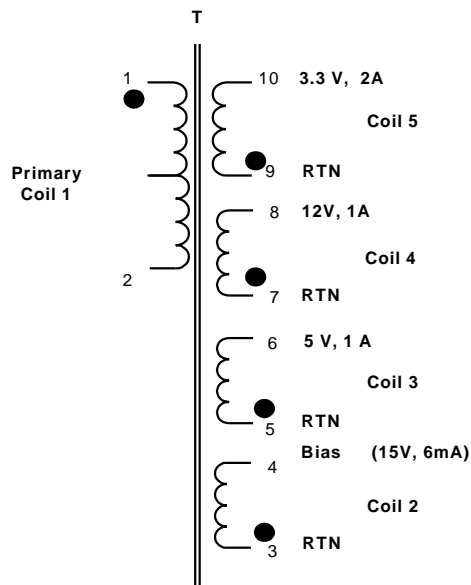 T
1
10 3.3 V, 2A
Coil 5
Primary
Coil 1
9 RTN
8 12V, 1A
Coil 4
2
7 RTN
6 5 V, 1 A
Coil 3
5 RTN
4 Bias (15V, 6mA)
Coil 2
3 RTN